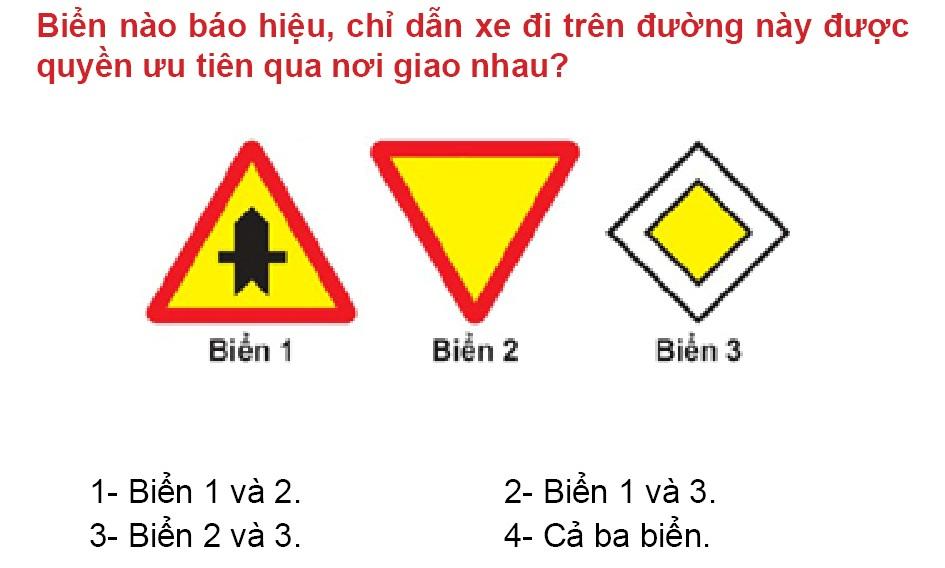 Biển nào báo hiệu, chỉ dẫn xe đi trên đường này được
quyền ưu tiên qua nơi giao nhau?
Biển 1
Biển 2
Biển 3
1- Biển 1 và 2.
2- Biển 1 và 3.
3- Biển 2 và 3.
4- Cả ba biển.